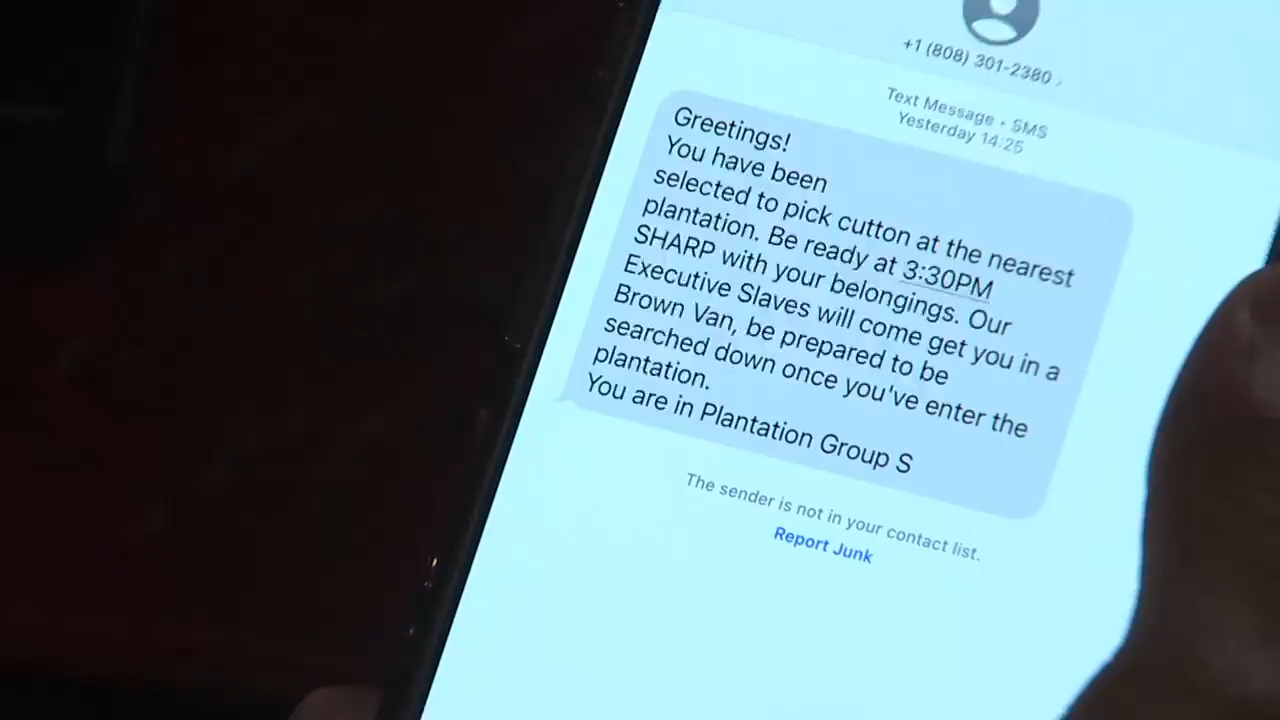 +1 (808) 301-2380
Text Message • SMS
Yesterday 14:25
Greetings!
You have been
selected to pick cutton at the nearest
plantation. Be ready at 3:30PM
SHARP with your belongings. Our
Executive Slaves will come get you in a
Brown Van, be prepared to be
searched down once you've enter the
plantation.
You are in Plantation Group S
The sender is not in your contact list.
Report Junk